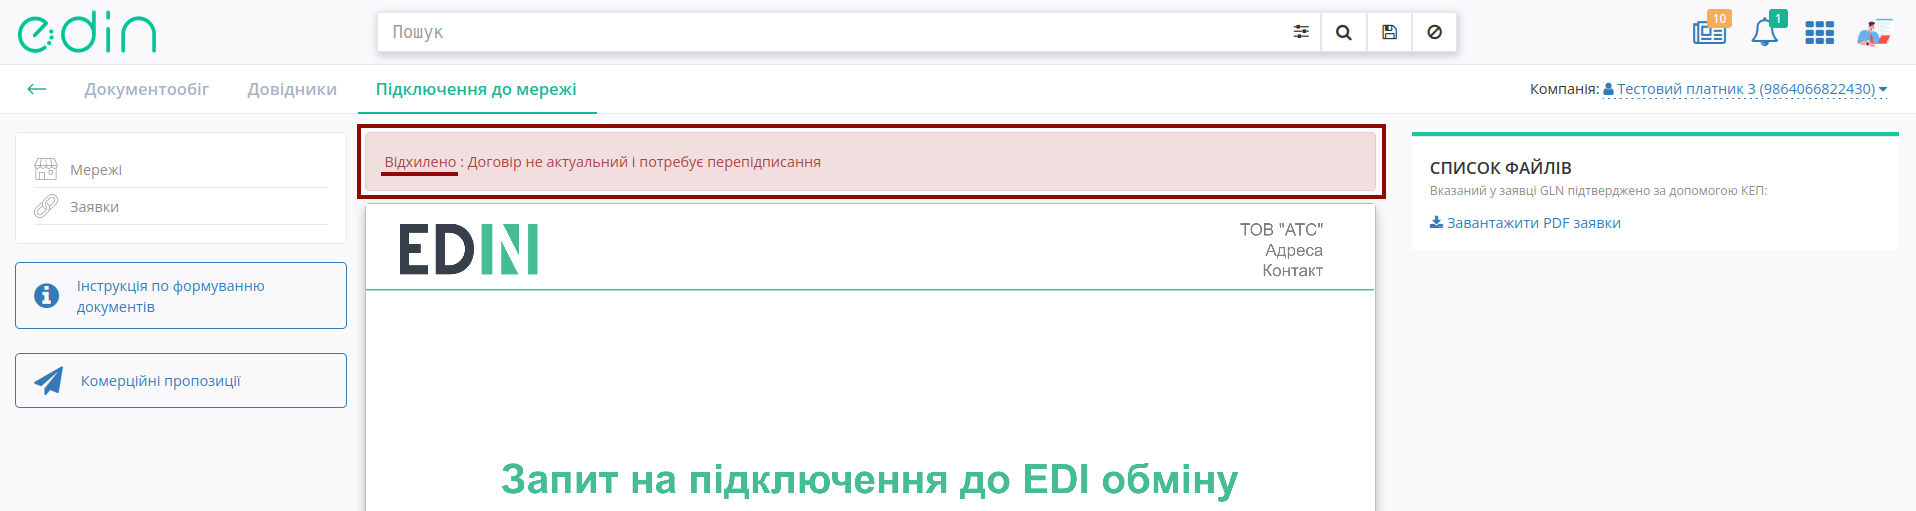 edin
Пошук
10
1
Документообіг
Довідники
Підключення до мережі
Компанія: Тестовий платник 3 (9864066822430)
Мережі
Заявки
Інструкція по формуванню
документів
Комерційні пропозиції
Відхилено : Договір не актуальний і потребує перепідписання
EDIN
ТОВ "АТС"
Адреса
Контакт
Запит на підключення до EDI обміну
СПИСОК ФАЙЛІВ
Вказаний у заявці GLN підтверджено за допомогою КЕП:
Завантажити PDF заявки